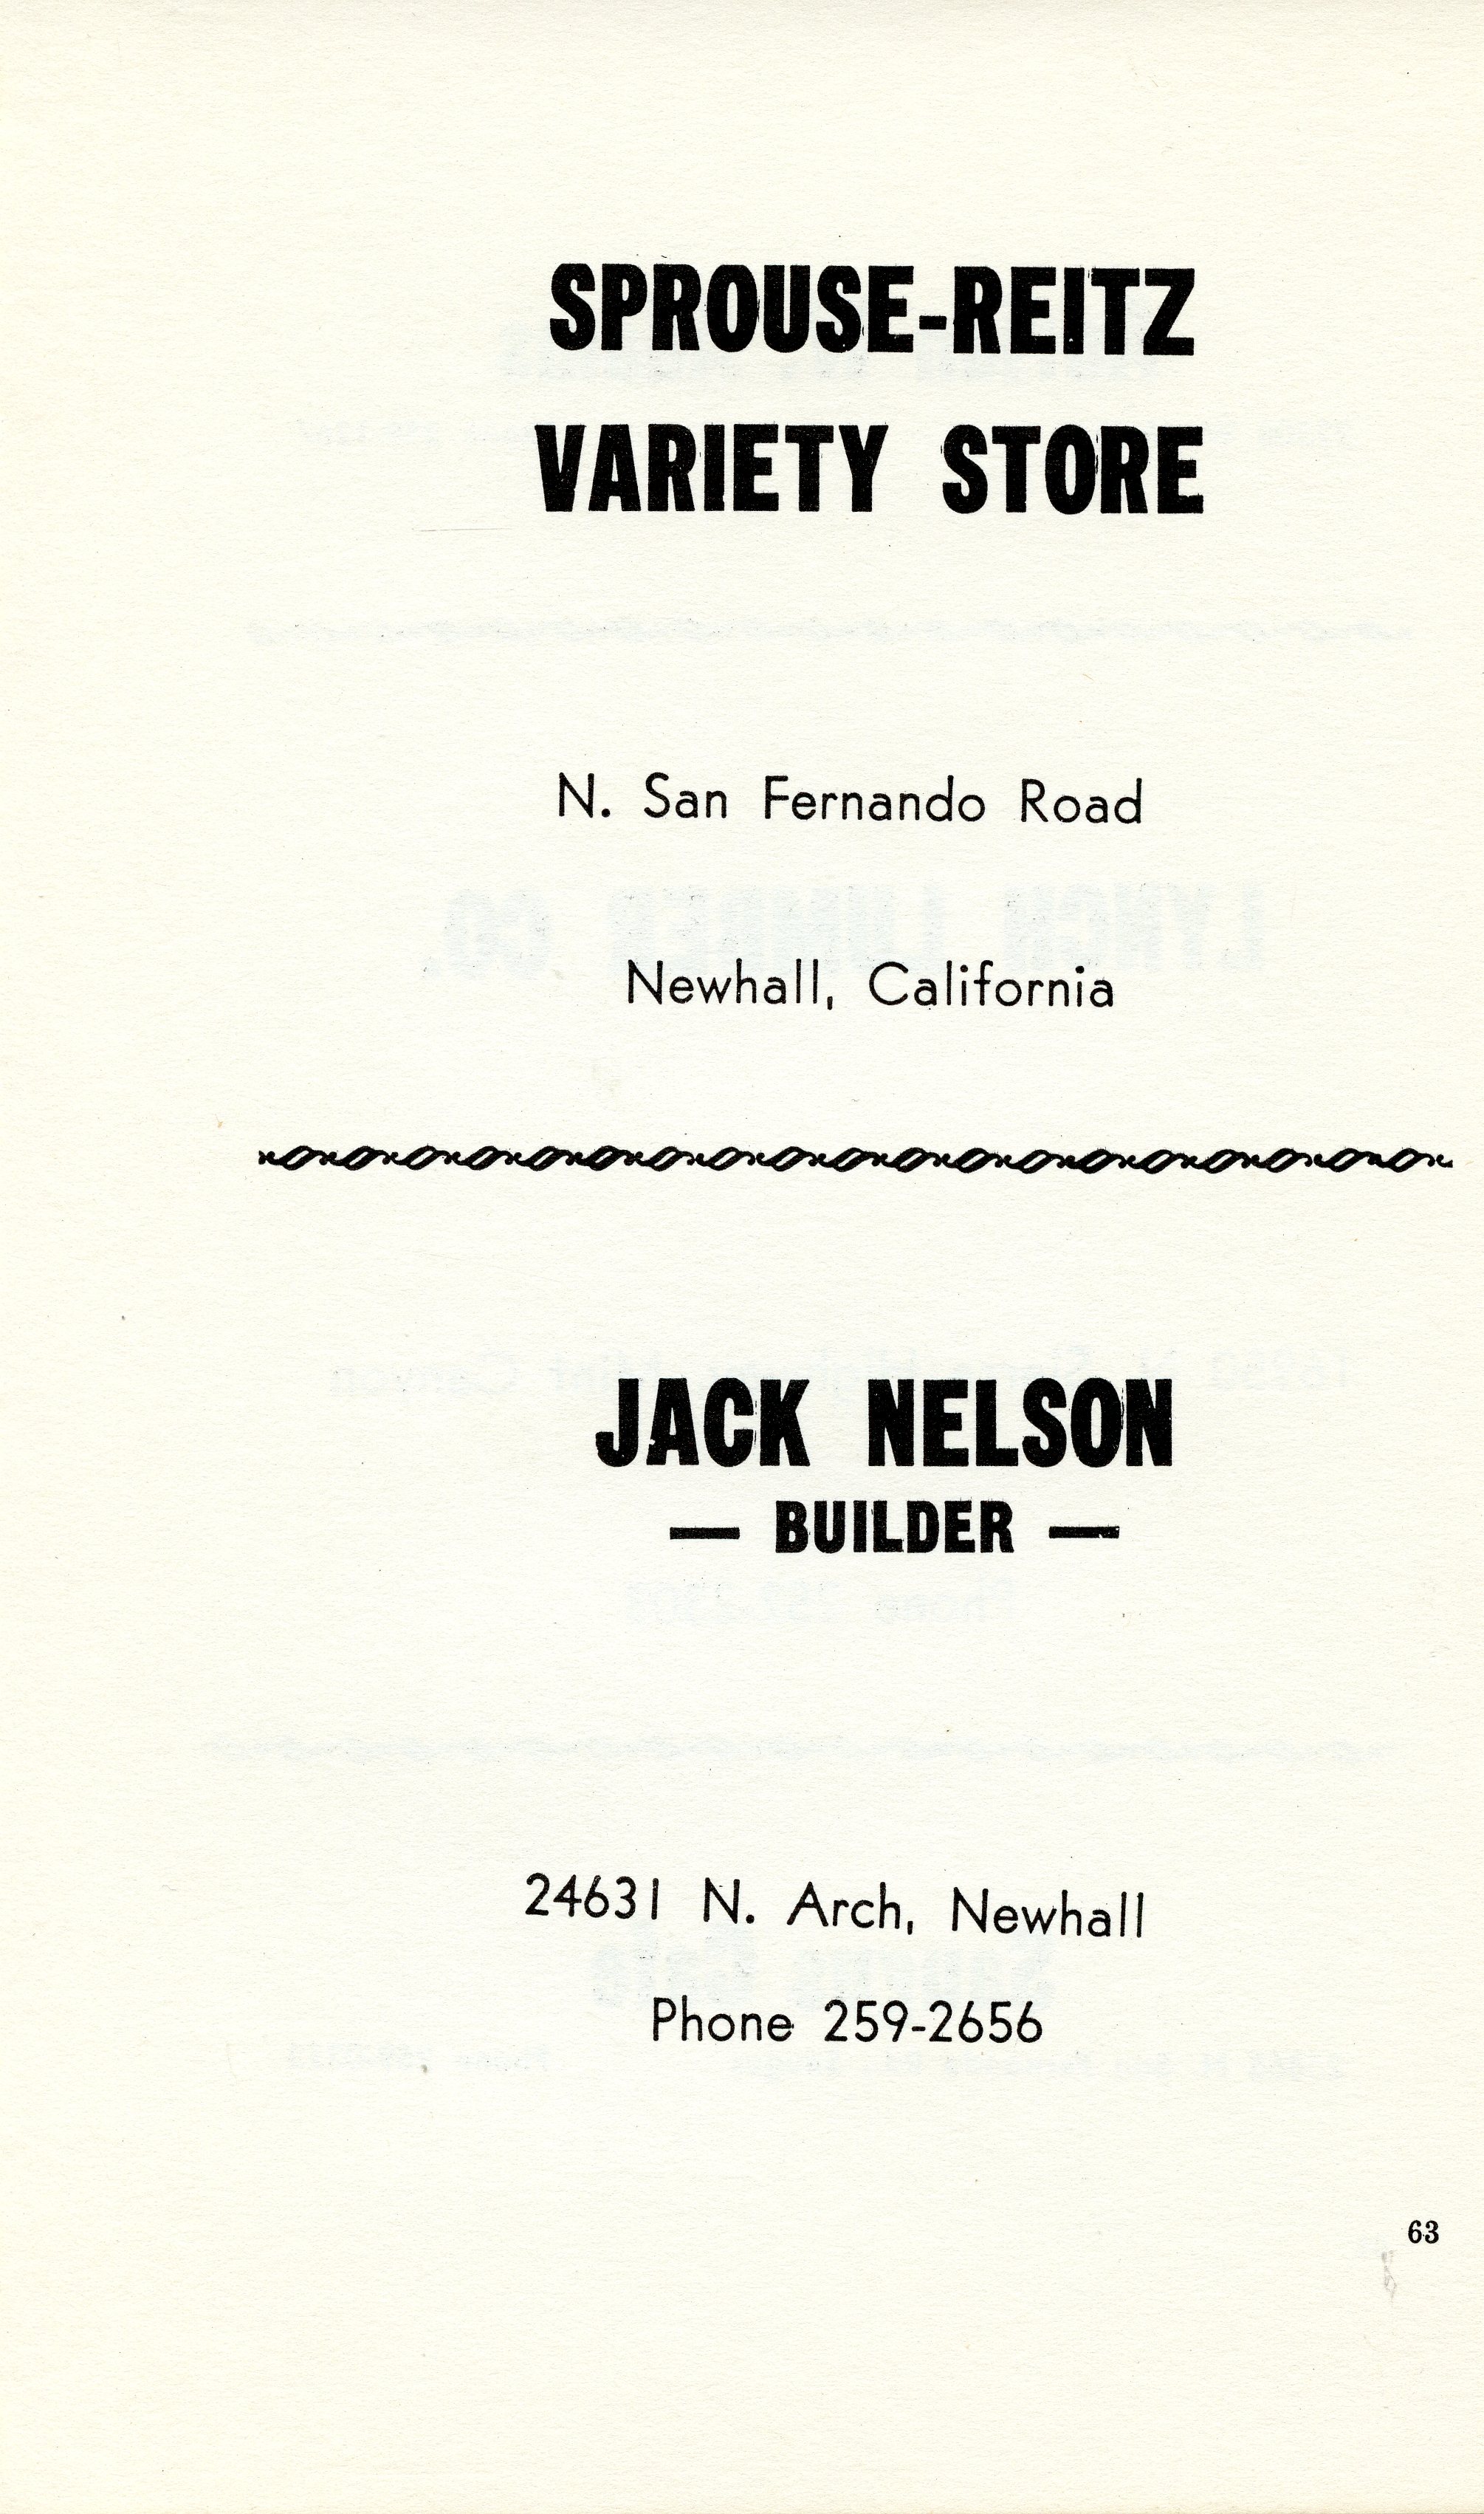 SPROUSE-REITZ
VARIETY STORE
N. San Fernando Road
Newhall, California
JACK NELSON
— BUILDER —
24631 N. Arch, Newhall
Phone 259-2656
63